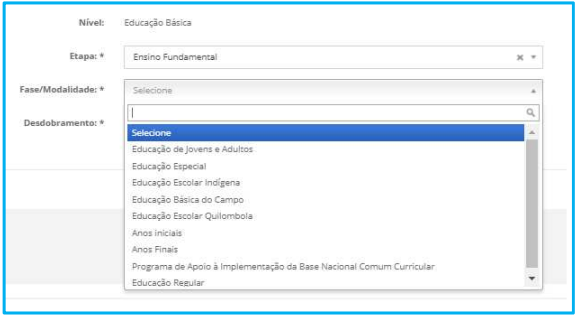 Nível: Educação Básica
Etapa: * Ensino Fundamental
Fase/Modalidade: * Selecione
Desdobramento: *
Selecione
Educação de Jovens e Adultos
Educação Especial
Educação Escolar Indígena
Educação Básica do Campo
Educação Escolar Quilombola
Anos iniciais
Anos Finais
Programa de Apoio à Implementação da Base Nacional Comum Curricular
Educação Regular